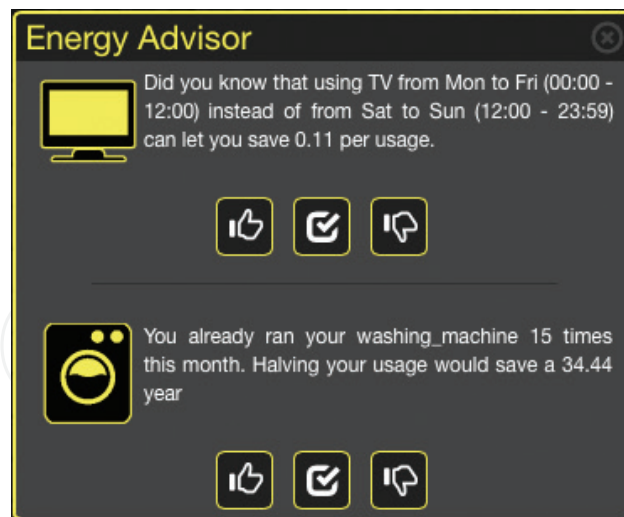 Energy Advisor
Did you know that using TV from Mon to Fri (00:00 -
12:00) instead of from Sat to Sun (12:00 - 23:59)
can let you save 0.11 per usage.
You already ran your washing_machine 15 times
this month. Halving your usage would save a 34.44
year